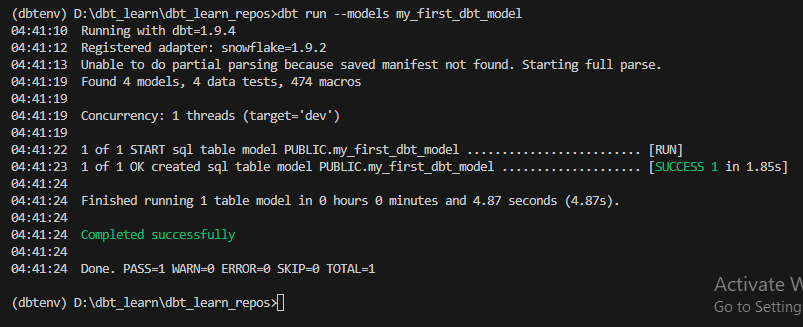 (dbtenv) D:\dbt_learn\dbt_learn_repos>dbt run --models my_first_dbt_model
04:41:10  Running with dbt=1.9.4
04:41:12  Registered adapter: snowflake=1.9.2
04:41:13  Unable to do partial parsing because saved manifest not found. Starting full parse.
04:41:19  Found 4 models, 4 data tests, 474 macros
04:41:19
04:41:19  Concurrency: 1 threads (target='dev')
04:41:19
04:41:22  1 of 1 START sql table model PUBLIC.my_first_dbt_model .......................... [RUN]
04:41:23  1 of 1 OK created sql table model PUBLIC.my_first_dbt_model ..................... [SUCCESS 1 in 1.85s]
04:41:24
04:41:24  Finished running 1 table model in 0 hours 0 minutes and 4.87 seconds (4.87s).
04:41:24
04:41:24  Completed successfully
04:41:24
04:41:24  Done. PASS=1 WARN=0 ERROR=0 SKIP=0 TOTAL=1
(dbtenv) D:\dbt_learn\dbt_learn_repos>
Activate W
Go to Setting